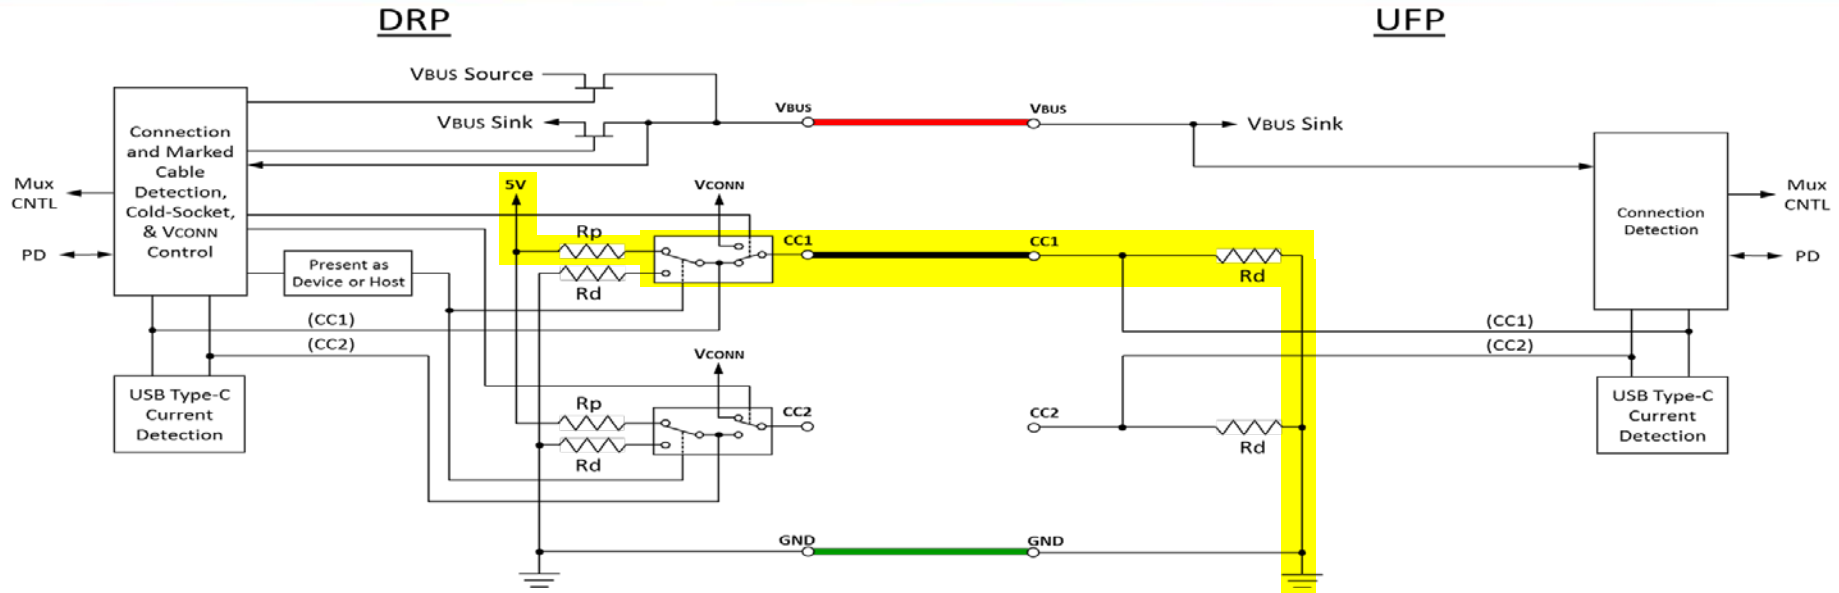 DRP
UFP
VBUS Source
VBUS Sink
VBUS
VBUS
VBUS Sink
Connection
and Marked
Cable
Detection,
Cold-Socket,
& VCONN
Control
Mux
CNTL
PD
5V
VCONN
Rp
Rd
CC1
CC1
Rd
Connection
Detection
Mux
CNTL
PD
Present as
Device or Host
(CC1)
(CC2)
(CC1)
(CC2)
USB Type-C
Current
Detection
VCONN
Rp
Rd
CC2
CC2
Rd
USB Type-C
Current
Detection
GND
GND